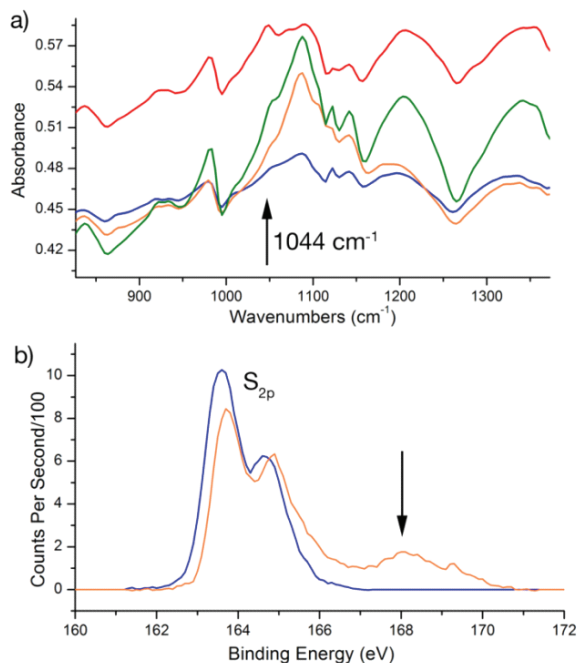 a)
0.57
0.54
0.51
0.48
0.45
0.42
Absorbance
1044 cm⁻¹
900 1000 1100 1200 1300
Wavenumbers (cm⁻¹)
b)
S₂ₚ
10
8
6
4
2
0
Counts Per Second/100
160 162 164 166 168 170 172
Binding Energy (eV)